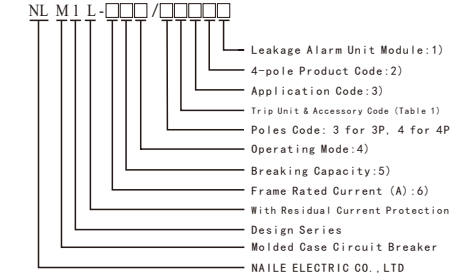 NL M 1 L -□□□/□□□□□
Leakage Alarm Unit Module:1)
4-pole Product Code:2)
Application Code:3)
Trip Unit & Accessory Code (Table 1)
Poles Code: 3 for 3P, 4 for 4P
Operating Mode:4)
Breaking Capacity:5)
Frame Rated Current (A):6)
With Residual Current Protection
Design Series
Molded Case Circuit Breaker
NAILE ELECTRIC CO.,LTD